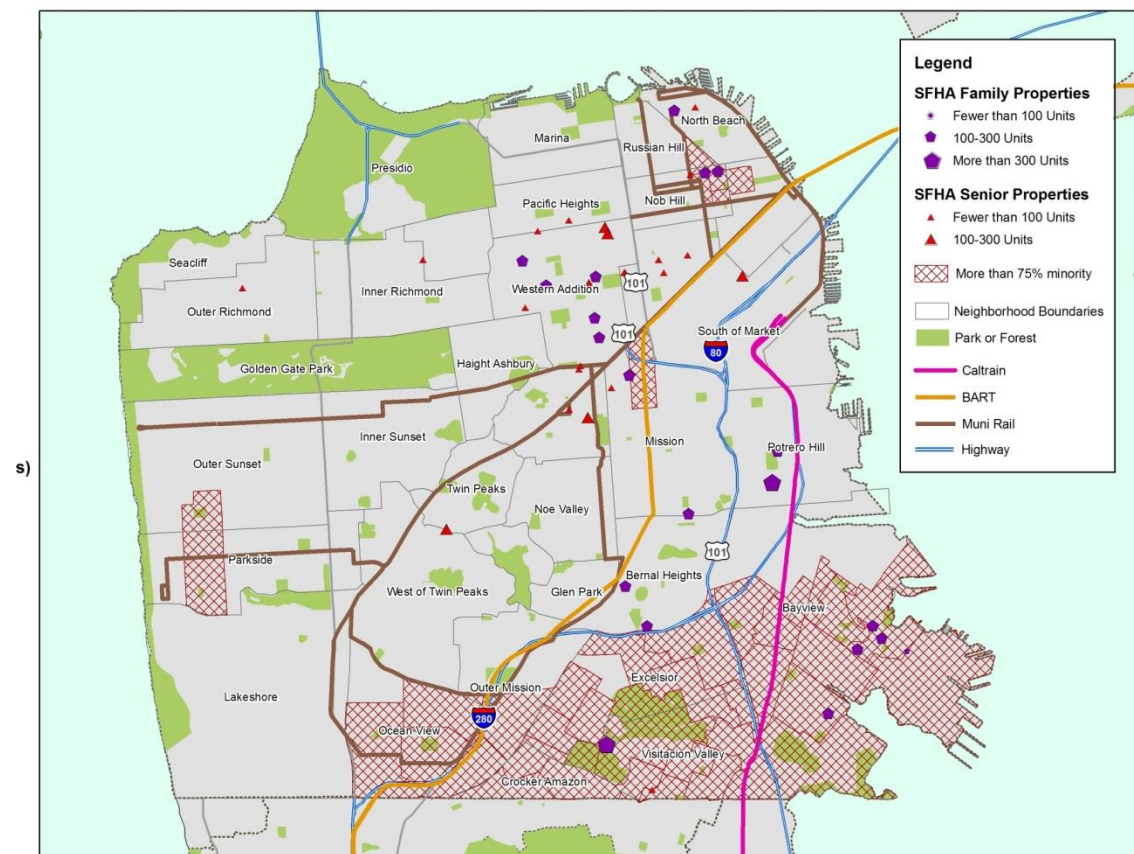 s)
Legend
SFHA Family Properties
Fewer than 100 Units
100-300 Units
More than 300 Units
SFHA Senior Properties
Fewer than 100 Units
100-300 Units
More than 75% minority
Neighborhood Boundaries
Park or Forest
Caltrain
BART
Muni Rail
Highway
North Beach
Marina
Russian Hill
Presidio
Nob Hill
Pacific Heights
Seacliff
Inner Richmond
Western Addition
101
Outer Richmond
South of Market
101
80
Golden Gate Park
Haight Ashbury
Inner Sunset
Mission
Potrero Hill
Outer Sunset
Twin Peaks
Noe Valley
101
Parkside
Bernal Heights
West of Twin Peaks
Glen Park
Bayview
Excelsior
Outer Mission
Lakeshore
280
Ocean View
Visitacion Valley
Crocker Amazon